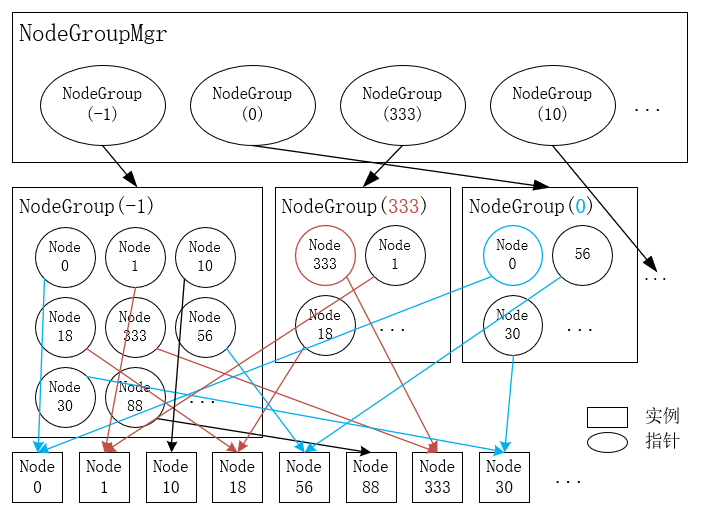 NodeGroupMgr
NodeGroup
(-1)
NodeGroup
(0)
NodeGroup
(333)
NodeGroup
(10)
...
NodeGroup(-1)
Node
0
Node
1
Node
10
Node
18
Node
333
Node
56
Node
30
Node
88
...
NodeGroup(333)
Node
333
Node
1
Node
18
...
NodeGroup(0)
Node
0
56
Node
30
...
...
实例
指针
Node
0
Node
1
Node
10
Node
18
Node
56
Node
88
Node
333
Node
30
...